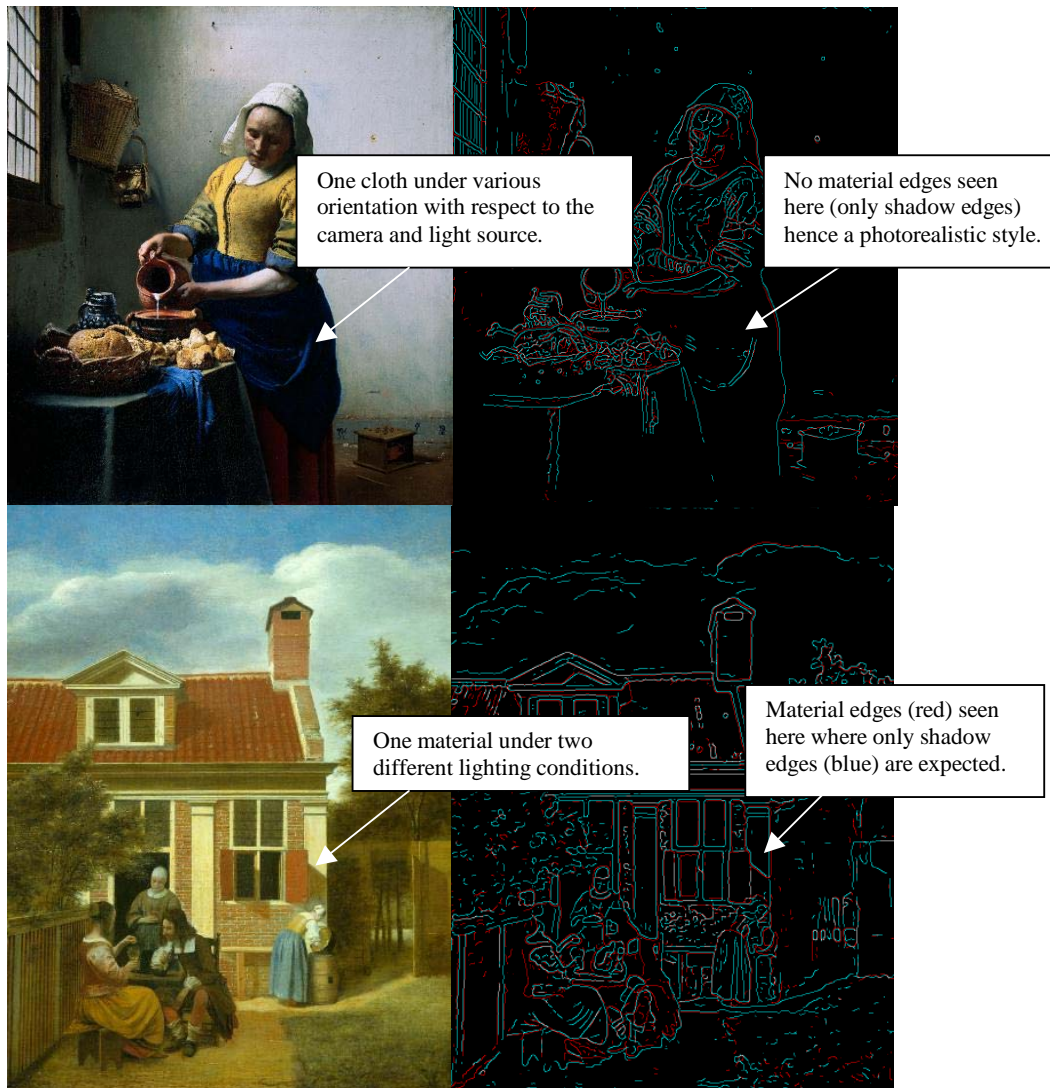 One cloth under various
orientation with respect to the
camera and light source.
No material edges seen
here (only shadow edges)
hence a photorealistic style.
One material under two
different lighting conditions.
Material edges (red) seen
here where only shadow
edges (blue) are expected.